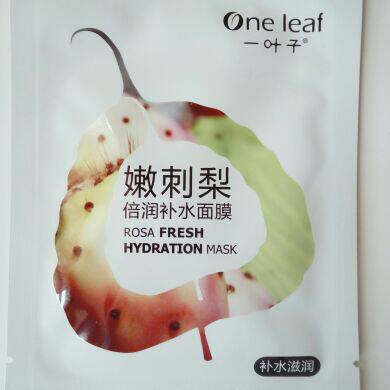 One leaf
一叶子®
嫩刺梨
倍润补水面膜
ROSA FRESH
HYDRATION MASK
补水滋润